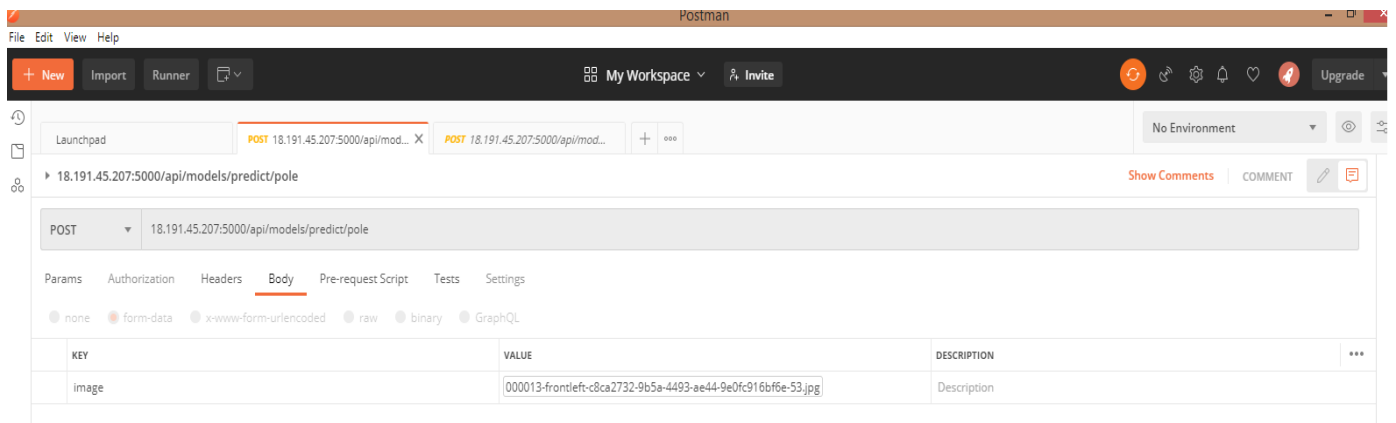 Postman
File Edit View Help
+ New Import Runner My Workspace Invite Upgrade
Launchpad POST 18.191.45.207:5000/api/mod... X POST 18.191.45.207:5000/api/mod... + No Environment
18.191.45.207:5000/api/models/predict/pole Show Comments COMMENT
POST 18.191.45.207:5000/api/models/predict/pole
Params Authorization Headers Body Pre-request Script Tests Settings
none form-data x-www-form-urlencoded raw binary GraphQL
KEY VALUE DESCRIPTION
image 000013-frontleft-c8ca2732-9b5a-4493-ae44-9e0fc916bf6e-53.jpg Description